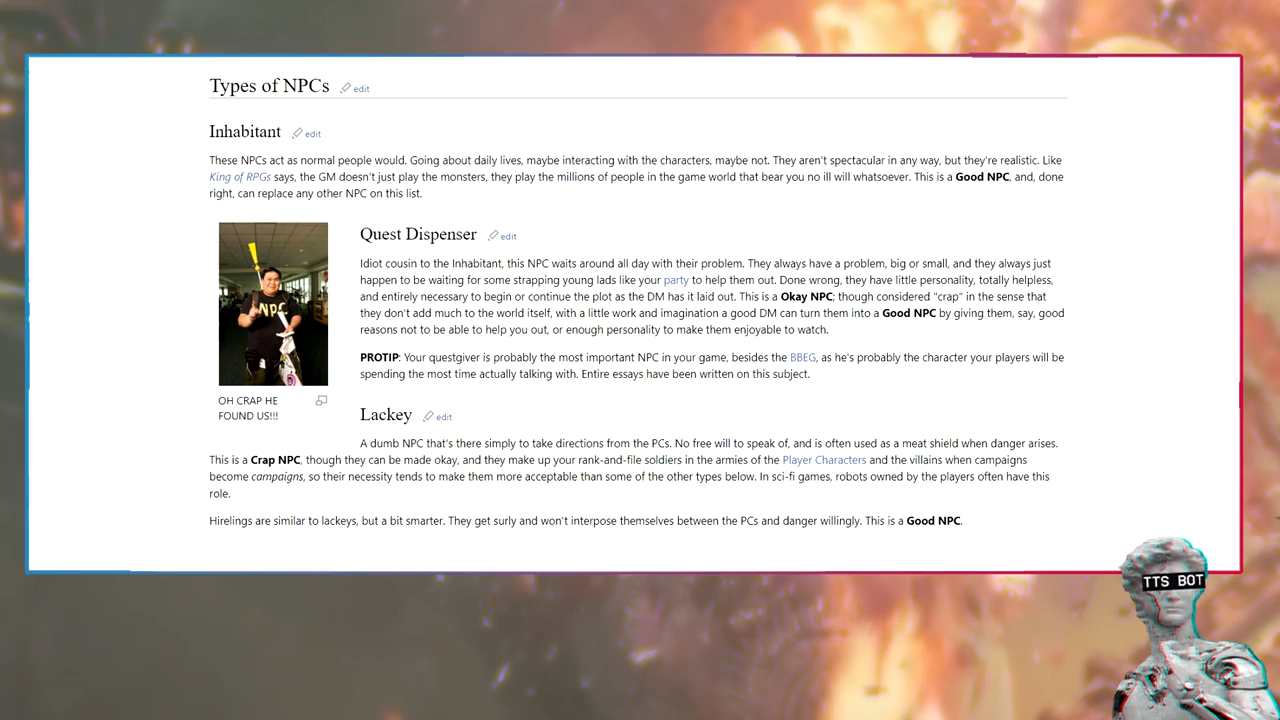 Types of NPCs edit
Inhabitant edit
These NPCs act as normal people would. Going about daily lives, maybe interacting with the characters, maybe not. They aren't spectacular in any way, but they're realistic. Like
King of RPGs says, the GM doesn't just play the monsters, they play the millions of people in the game world that bear you no ill will whatsoever. This is a Good NPC, and, done
right, can replace any other NPC on this list.
NPC
OH CRAP HE
FOUND US!!!
Quest Dispenser edit
Idiot cousin to the Inhabitant, this NPC waits around all day with their problem. They always have a problem, big or small, and they always just
happen to be waiting for some strapping young lads like your party to help them out. Done wrong, they have little personality, totally helpless,
and entirely necessary to begin or continue the plot as the DM has it laid out. This is a Okay NPC; though considered "crap" in the sense that
they don't add much to the world itself, with a little work and imagination a good DM can turn them into a Good NPC by giving them, say, good
reasons not to be able to help you out, or enough personality to make them enjoyable to watch.
PROTIP: Your questgiver is probably the most important NPC in your game, besides the BBEG, as he's probably the character your players will be
spending the most time actually talking with. Entire essays have been written on this subject.
Lackey edit
A dumb NPC that's there simply to take directions from the PCs. No free will to speak of, and is often used as a meat shield when danger arises.
This is a Crap NPC, though they can be made okay, and they make up your rank-and-file soldiers in the armies of the Player Characters and the villains when campaigns
become campaigns, so their necessity tends to make them more acceptable than some of the other types below. In sci-fi games, robots owned by the players often have this
role.
Hirelings are similar to lackeys, but a bit smarter. They get surly and won't interpose themselves between the PCs and danger willingly. This is a Good NPC.
TTS BOT